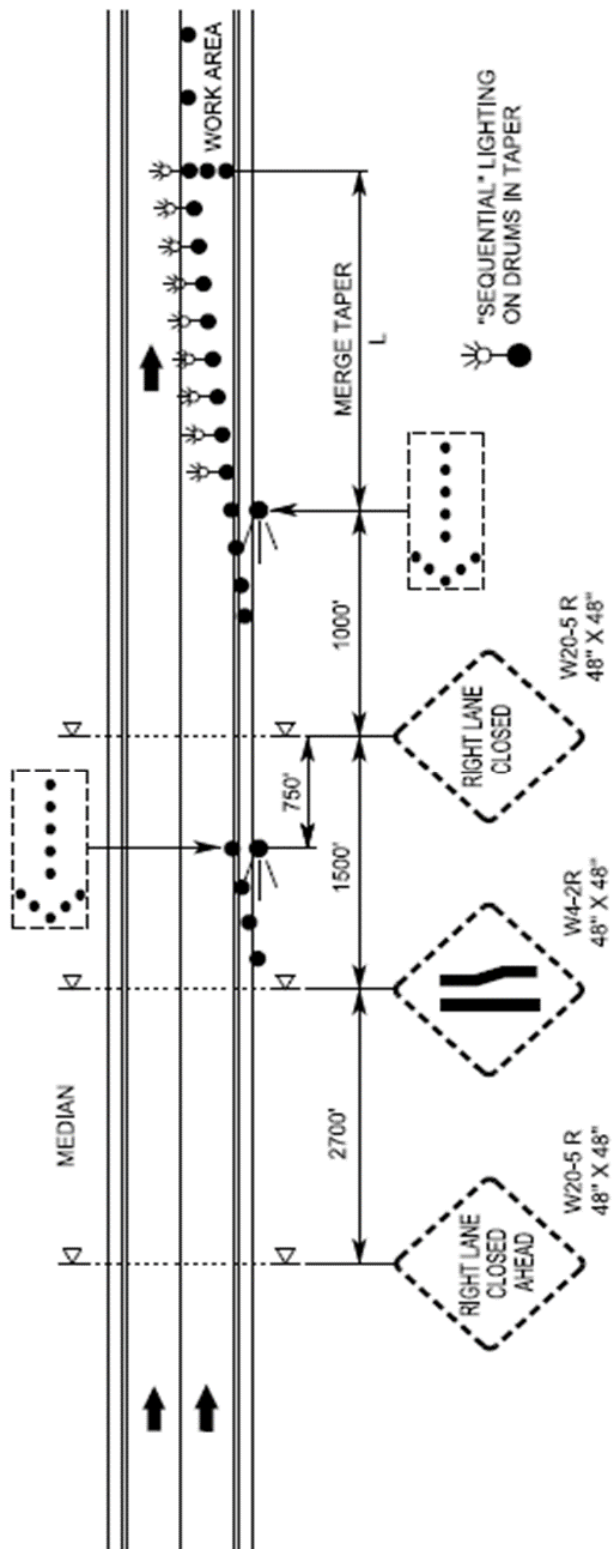 MEDIAN
WORK AREA
MERGE TAPER
L
1000'
750'
1500'
2700'
"SEQUENTIAL" LIGHTING
ON DRUMS IN TAPER
RIGHT LANE
CLOSED
AHEAD
W20-5 R
48" X 48"
W4-2R
48" X 48"
RIGHT LANE
CLOSED
W20-5 R
48" X 48"